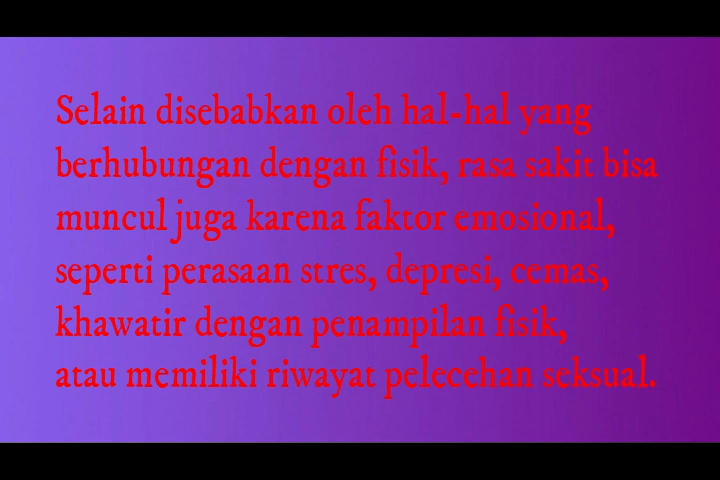 Selain disebabkan oleh hal-hal yang
berhubungan dengan fisik, rasa sakit bisa
muncul juga karena faktor emosional,
seperti perasaan stres, depresi, cemas,
khawatir dengan penampilan fisik,
atau memiliki riwayat pelecehan seksual.